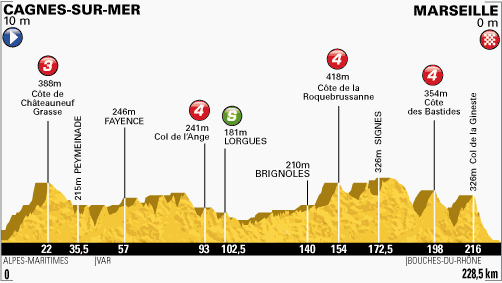 CAGNES-SUR-MER
10 m
MARSEILLE
0 m
3
388m
Côte de
Châteauneuf
Grasse
215m PEYMEINADE
246m
FAYENCE
4
241m
Col de l'Ange
S
181m
LORGUES
210m
BRIGNOLES
4
418m
Côte de la
Roquebrussanne
326m SIGNES
4
354m
Côte
des Bastides
326m Col de la Gineste
22 35,5 57 93 102,5 140 154 172,5 198 216
ALPES-MARITIMES |VAR |BOUCHES-DU-RHÔNE
0 228,5 km